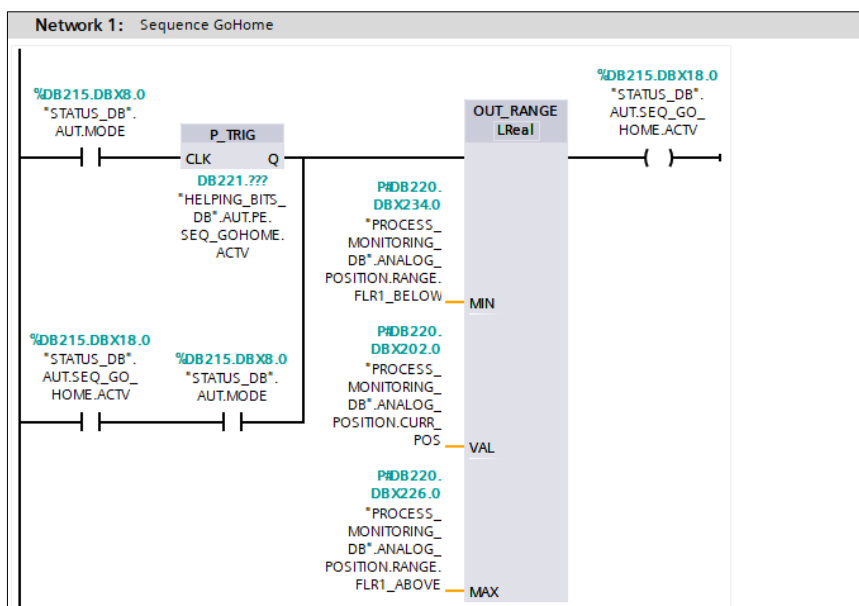 Network 1: Sequence GoHome
%DB215.DBX8.0
"STATUS_DB".
AUT.MODE
P_TRIG
CLK Q
DB221.???
"HELPING_BITS_
DB".AUT.PE.
SEQ_GOHOME.
ACTV
OUT_RANGE
LReal
%DB215.DBX18.0
"STATUS_DB".
AUT.SEQ_GO_
HOME.ACTV
P#DB220.
DBX234.0
"PROCESS_
MONITORING_
DB".ANALOG_
POSITION.RANGE.
FLR1_BELOW
MIN
%DB215.DBX18.0
"STATUS_DB".
AUT.SEQ_GO_
HOME.ACTV
%DB215.DBX8.0
"STATUS_DB".
AUT.MODE
P#DB220.
DBX202.0
"PROCESS_
MONITORING_
DB".ANALOG_
POSITION.CURR_
POS
VAL
P#DB220.
DBX226.0
"PROCESS_
MONITORING_
DB".ANALOG_
POSITION.RANGE.
FLR1_ABOVE
MAX